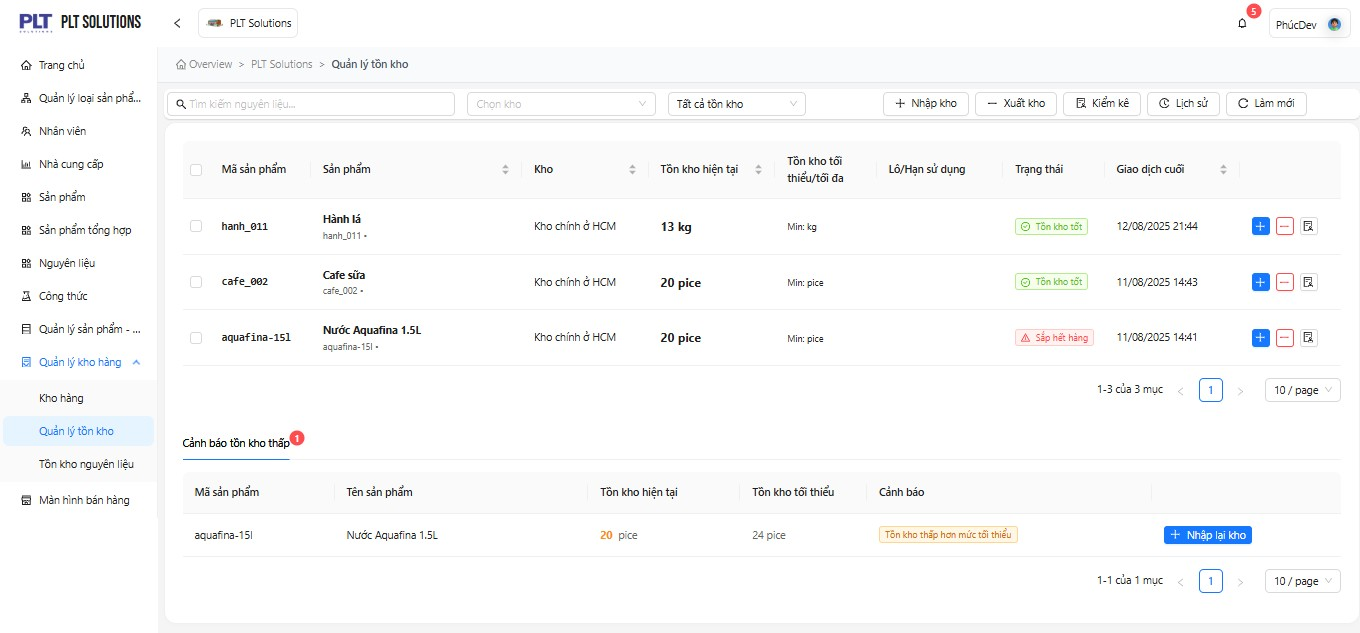 PLT SOLUTIONS PLT SOLUTIONS
PLT Solutions
5
PhúcDev
Trang chủ
Quản lý loại sản phẩ...
Nhân viên
Nhà cung cấp
Sản phẩm
Sản phẩm tổng hợp
Nguyên liệu
Công thức
Quản lý sản phẩm - ...
Quản lý kho hàng
Kho hàng
Quản lý tồn kho
Tồn kho nguyên liệu
Màn hình bán hàng
Overview > PLT Solutions > Quản lý tồn kho
Tìm kiếm nguyên liệu...
Chọn kho
Tất cả tồn kho
Nhập kho
Xuất kho
Kiểm kê
Lịch sử
Làm mới
Mã sản phẩm Sản phẩm Kho Tồn kho hiện tại Tồn kho tối thiểu/tối đa Lô/Hạn sử dụng Trạng thái Giao dịch cuối
hanh_011 Hành lá Kho chính ở HCM 13 kg Min: kg Tồn kho tốt 12/08/2025 21:44
hanh_011 •
cafe_002 Cafe sữa Kho chính ở HCM 20 pice Min: pice Tồn kho tốt 11/08/2025 14:43
cafe_002 •
aquafina-15l Nước Aquafina 1.5L Kho chính ở HCM 20 pice Min: pice Sắp hết hàng 11/08/2025 14:41
aquafina-15l •
1-3 của 3 mục < 1 > 10 / page
Cảnh báo tồn kho thấp 1
Mã sản phẩm Tên sản phẩm Tồn kho hiện tại Tồn kho tối thiểu Cảnh báo
aquafina-15l Nước Aquafina 1.5L 20 pice 24 pice Tồn kho thấp hơn mức tối thiểu Nhập lại kho
1-1 của 1 mục < 1 > 10 / page